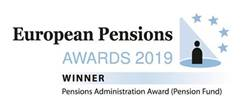 European Pensions
AWARDS 2019
WINNER
Pensions Administration Award (Pension Fund)